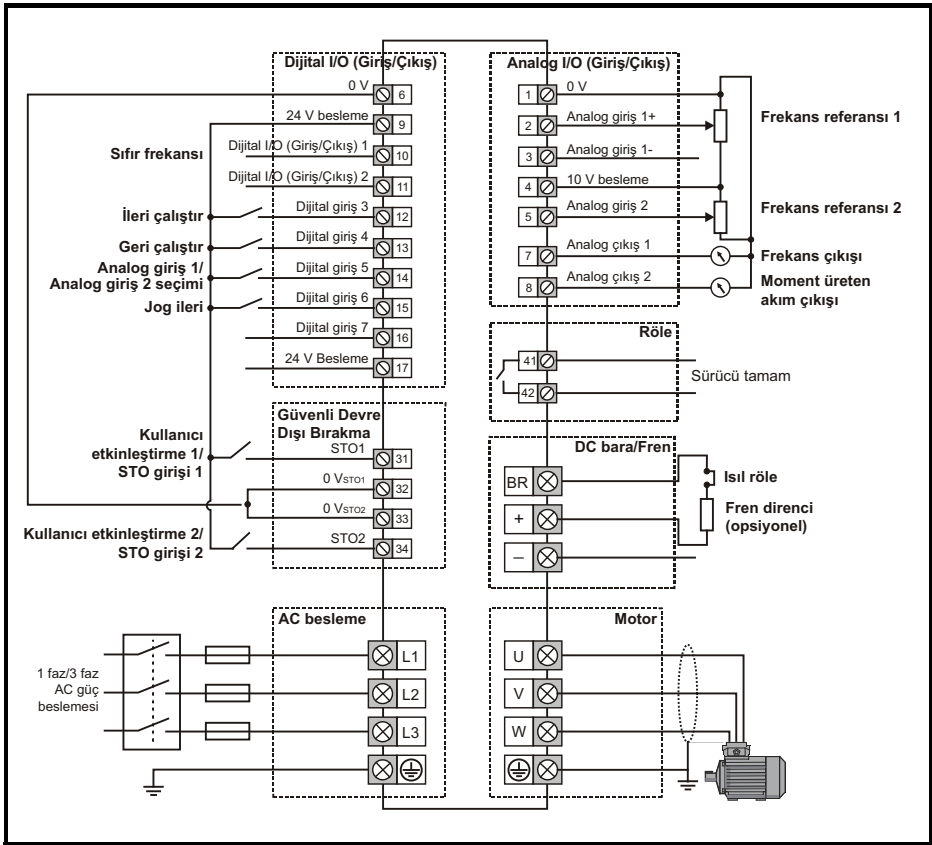 Dijital I/O (Giriş/Çıkış)
0 V
6
24 V besleme
9
Sıfır frekansı
Dijital I/O (Giriş/Çıkış) 1
10
Dijital I/O (Giriş/Çıkış) 2
11
İleri çalıştır
Dijital giriş 3
12
Geri çalıştır
Dijital giriş 4
13
Analog giriş 1/
Analog giriş 2 seçimi
Dijital giriş 5
14
Jog ileri
Dijital giriş 6
15
Dijital giriş 7
16
24 V Besleme
17
Güvenli Devre
Dışı Bırakma
Kullanıcı
etkinleştirme 1/
STO girişi 1
STO1
31
0 VSTO1
32
0 VSTO2
33
Kullanıcı etkinleştirme 2/
STO girişi 2
STO2
34
AC besleme
1 faz/3 faz
AC güç
beslemesi
L1
L2
L3
Analog I/O (Giriş/Çıkış)
1
0 V
2
Analog giriş 1+
Frekans referansı 1
3
Analog giriş 1-
4
10 V besleme
5
Analog giriş 2
Frekans referansı 2
7
Analog çıkış 1
Frekans çıkışı
8
Analog çıkış 2
Moment üreten
akım çıkışı
Röle
41
42
Sürücü tamam
DC bara/Fren
BR
+
–
Isıl röle
Fren direnci
(opsiyonel)
Motor
U
V
W